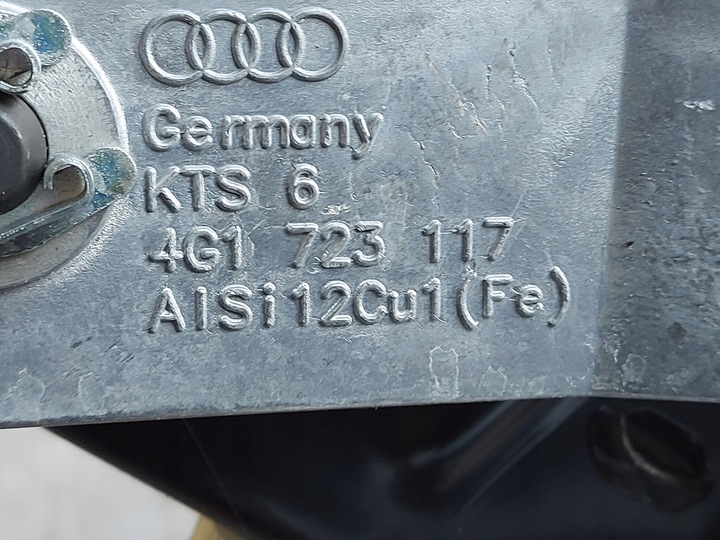 Germany
KTS 6
4G1 723 117
AlSi12Cu1(Fe)